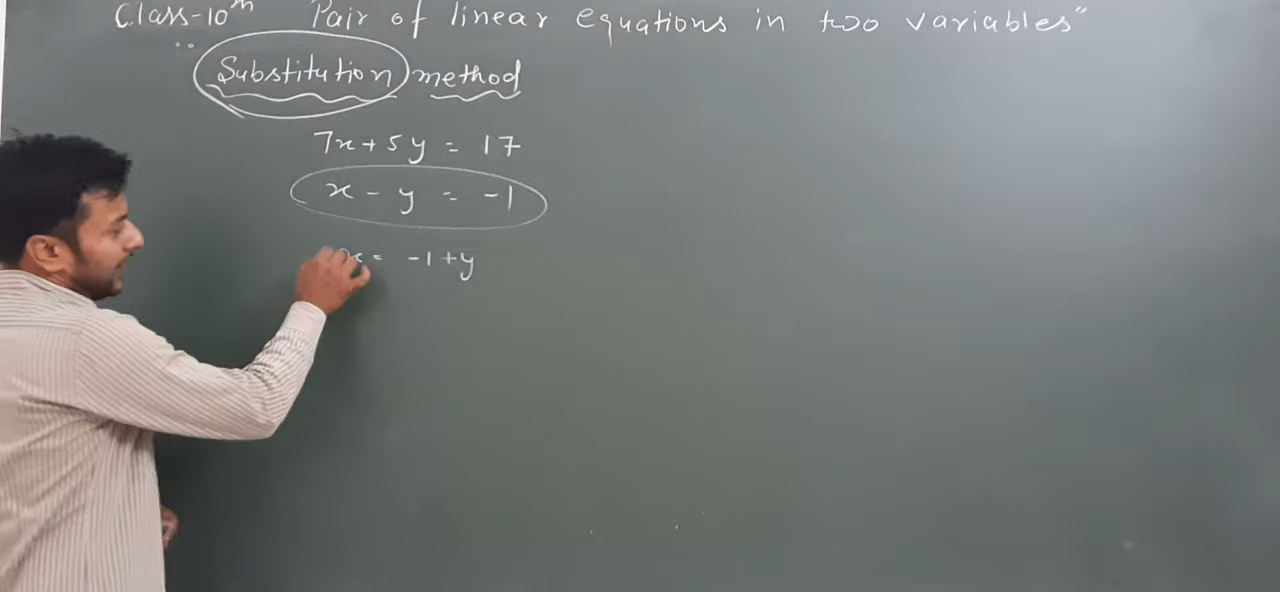 Class-10th Pair of linear equations in two variables"
Substitution method
7x+5y = 17
x - y = -1
x = -1+y